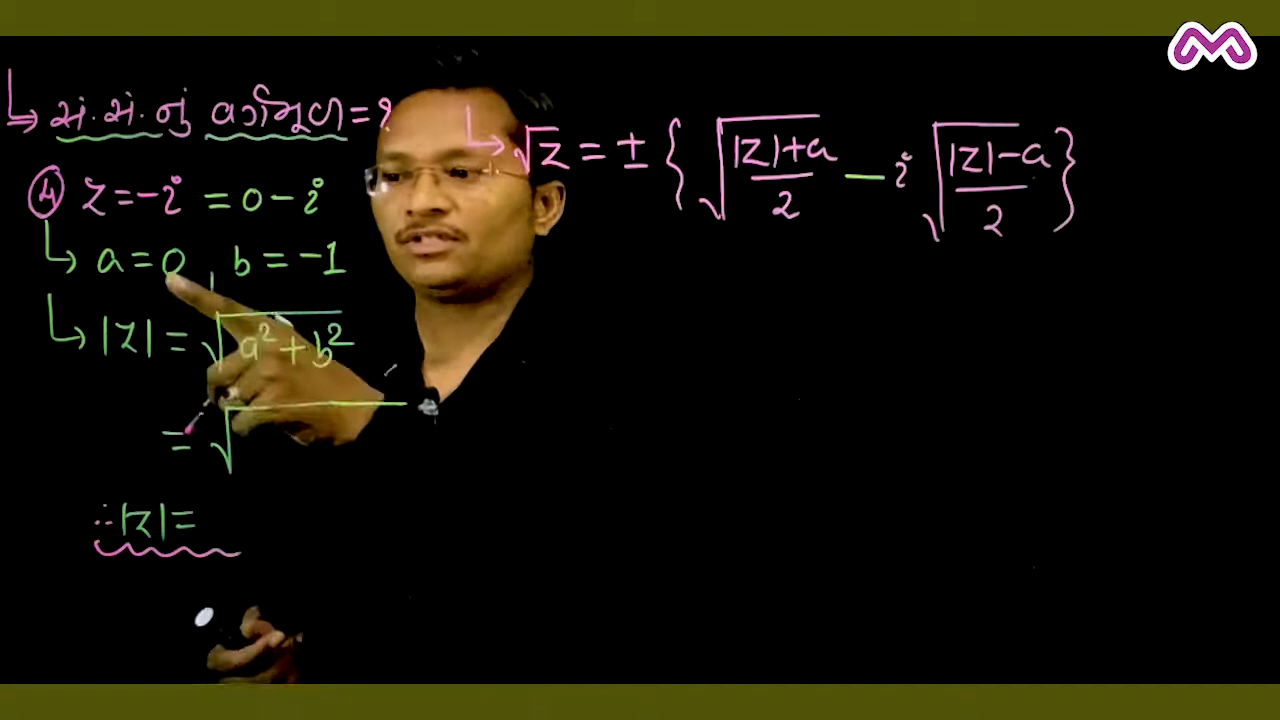 ↳ સં.સં.નું વર્ગમૂળ = ?
(4) z = -i = 0 - i
↳ a = 0, b = -1
↳ |z| = √(a² + b²)
= √
∴ |z| =
↳ √z = ± { √((|z|+a)/2) - i √((|z|-a)/2) }